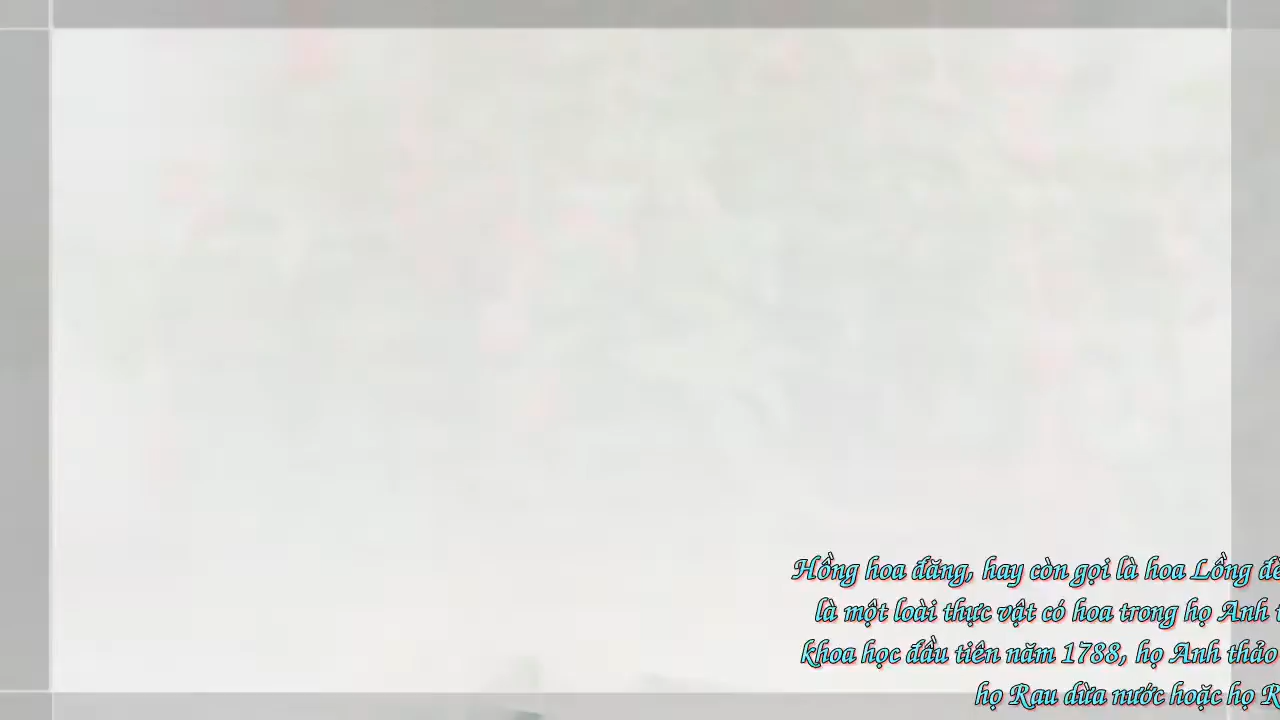 Hồng hoa đăng, hay còn gọi là hoa Lồng
là một loài thực vật có hoa trong họ Anh
khoa học đầu tiên năm 1788, họ Anh thảo
họ Rau dừa nước hoặc họ